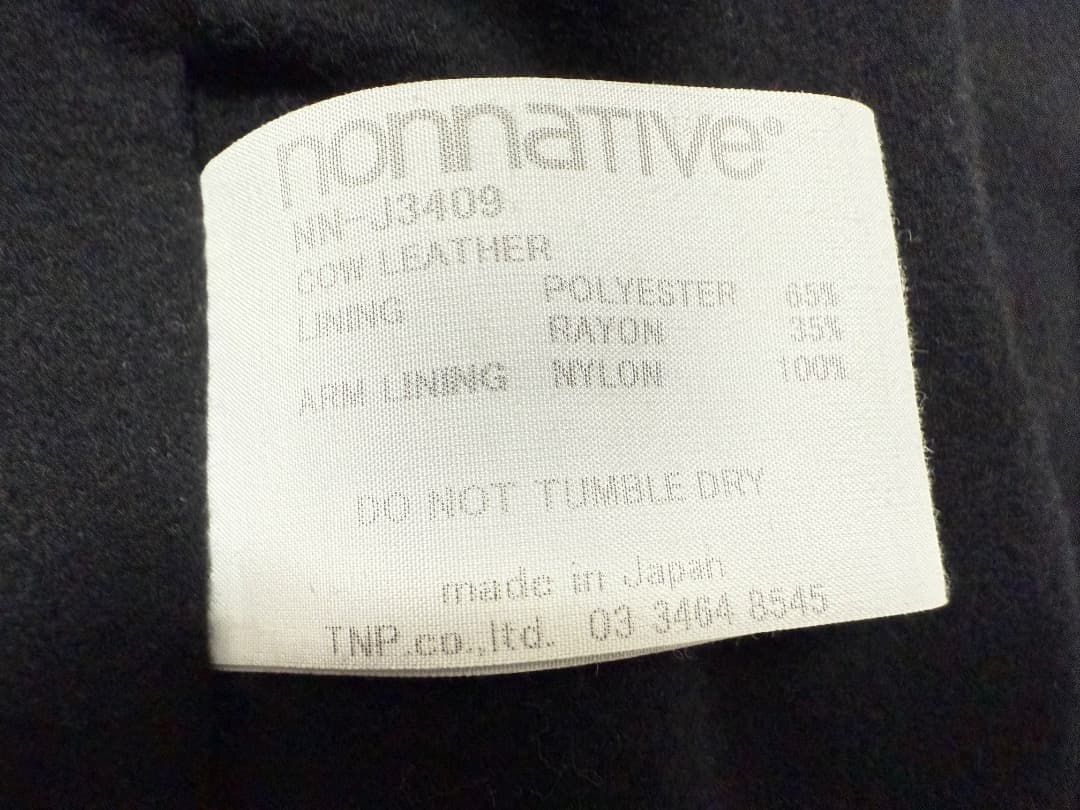 nonnative®
NN-J3409
COW LEATHER
LINING POLYESTER 65%
RAYON 35%
ARM LINING NYLON 100%
DO NOT TUMBLE DRY
made in Japan
TNP.co.,ltd. 03 3464 8545